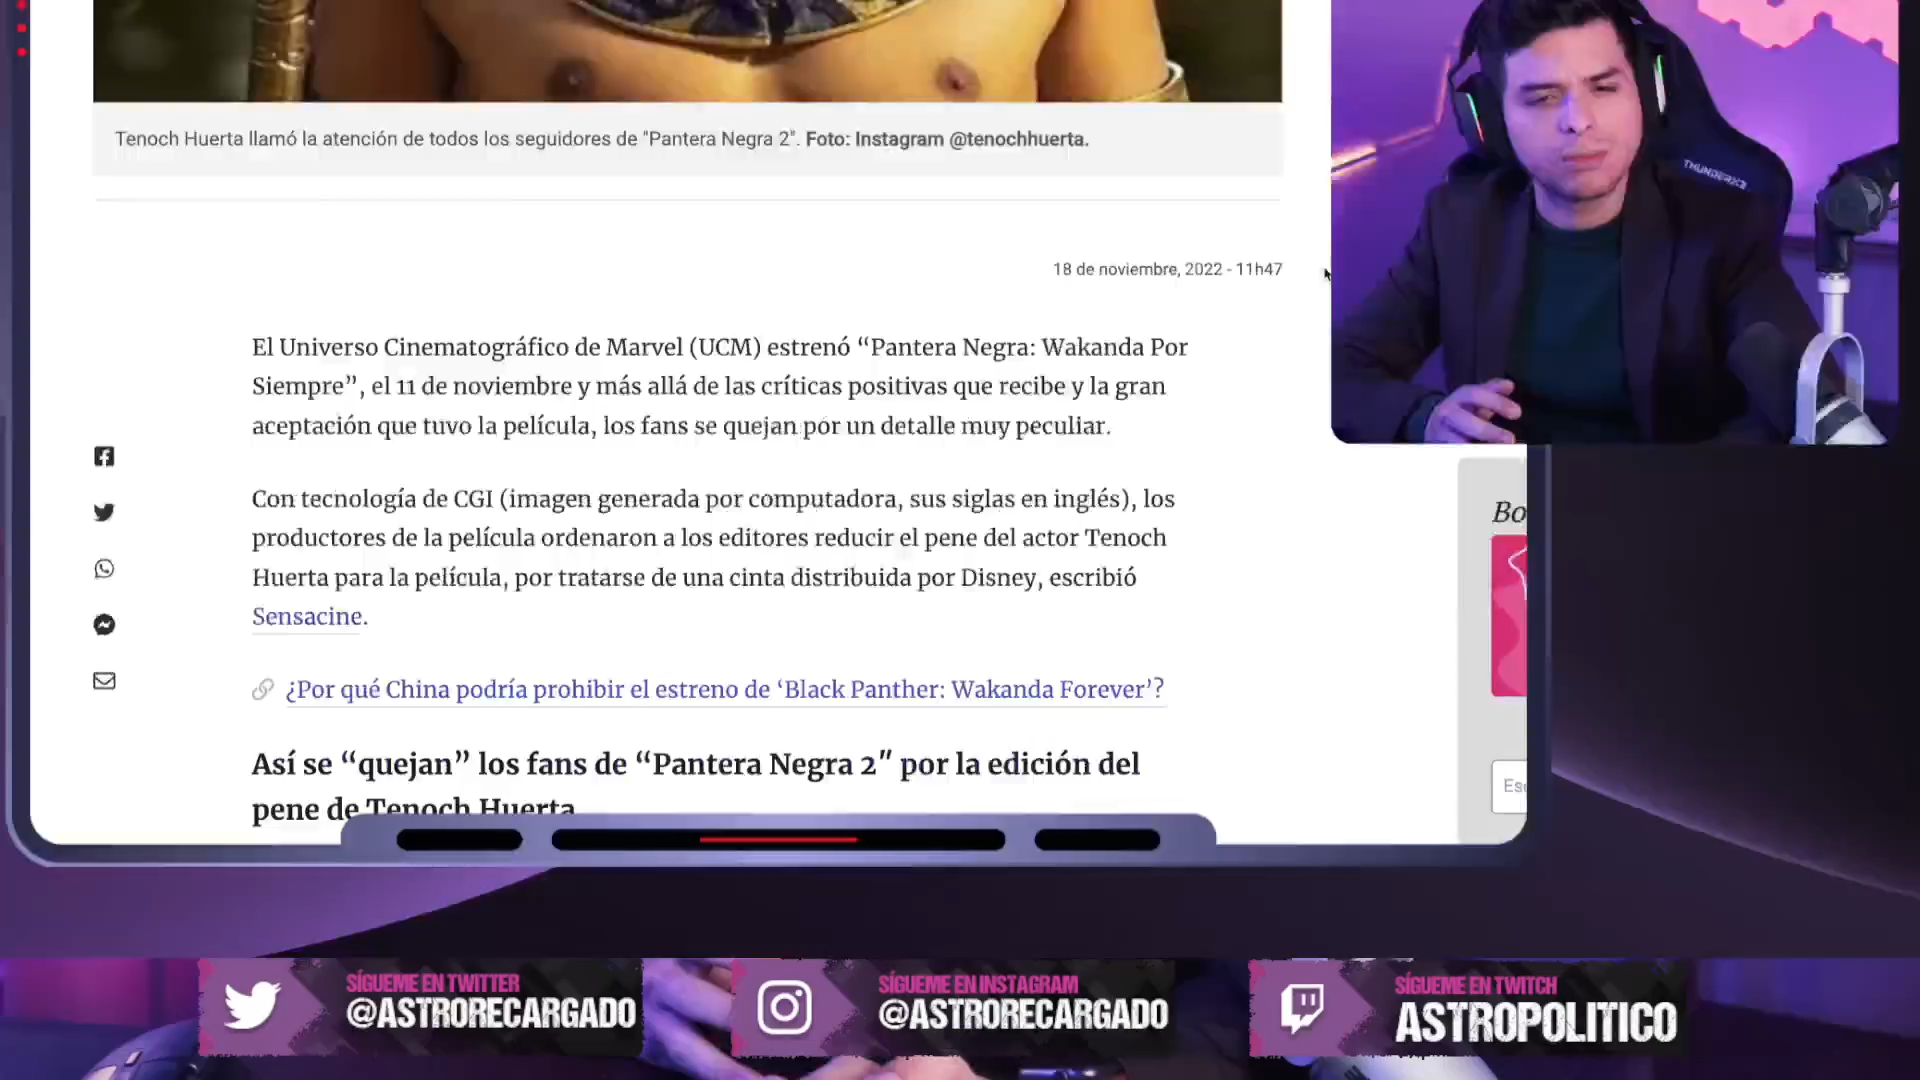 Tenoch Huerta llamó la atención de todos los seguidores de "Pantera Negra 2". Foto: Instagram @tenochhuerta.
THUNDERX3
18 de noviembre, 2022 - 11h47
El Universo Cinematográfico de Marvel (UCM) estrenó “Pantera Negra: Wakanda Por
Siempre”, el 11 de noviembre y más allá de las críticas positivas que recibe y la gran
aceptación que tuvo la película, los fans se quejan por un detalle muy peculiar.
Con tecnología de CGI (imagen generada por computadora, sus siglas en inglés), los
productores de la película ordenaron a los editores reducir el pene del actor Tenoch
Huerta para la película, por tratarse de una cinta distribuida por Disney, escribió
Sensacine.
¿Por qué China podría prohibir el estreno de ‘Black Panther: Wakanda Forever’?
Así se “quejan” los fans de “Pantera Negra 2″ por la edición del
pene de Tenoch Huerta
Bo
Es
SÍGUEME EN TWITTER
@ASTRORECARGADO
SÍGUEME EN INSTAGRAM
@ASTRORECARGADO
SÍGUEME EN TWITCH
ASTROPOLITICO